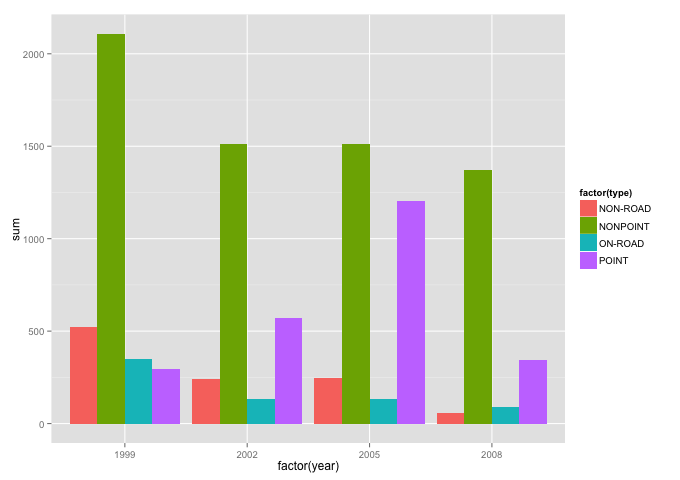 2000
1500
1000
500
0
sum
1999
2002
2005
2008
factor(year)
factor(type)
NON-ROAD
NONPOINT
ON-ROAD
POINT